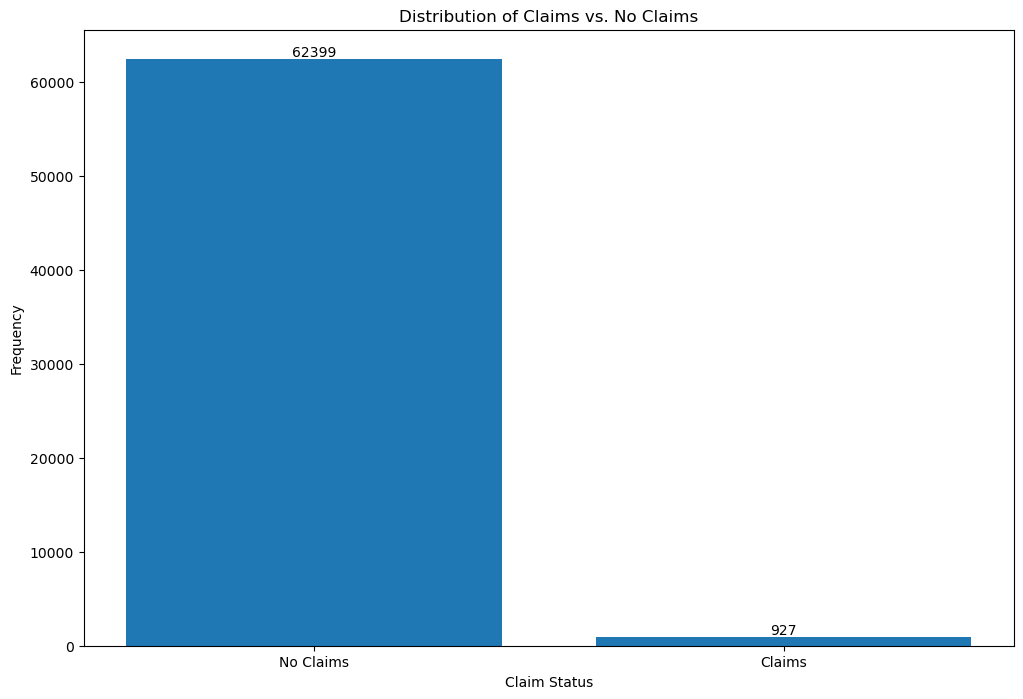 Distribution of Claims vs. No Claims
62399
60000
50000
40000
30000
20000
10000
0
Frequency
927
No Claims
Claims
Claim Status